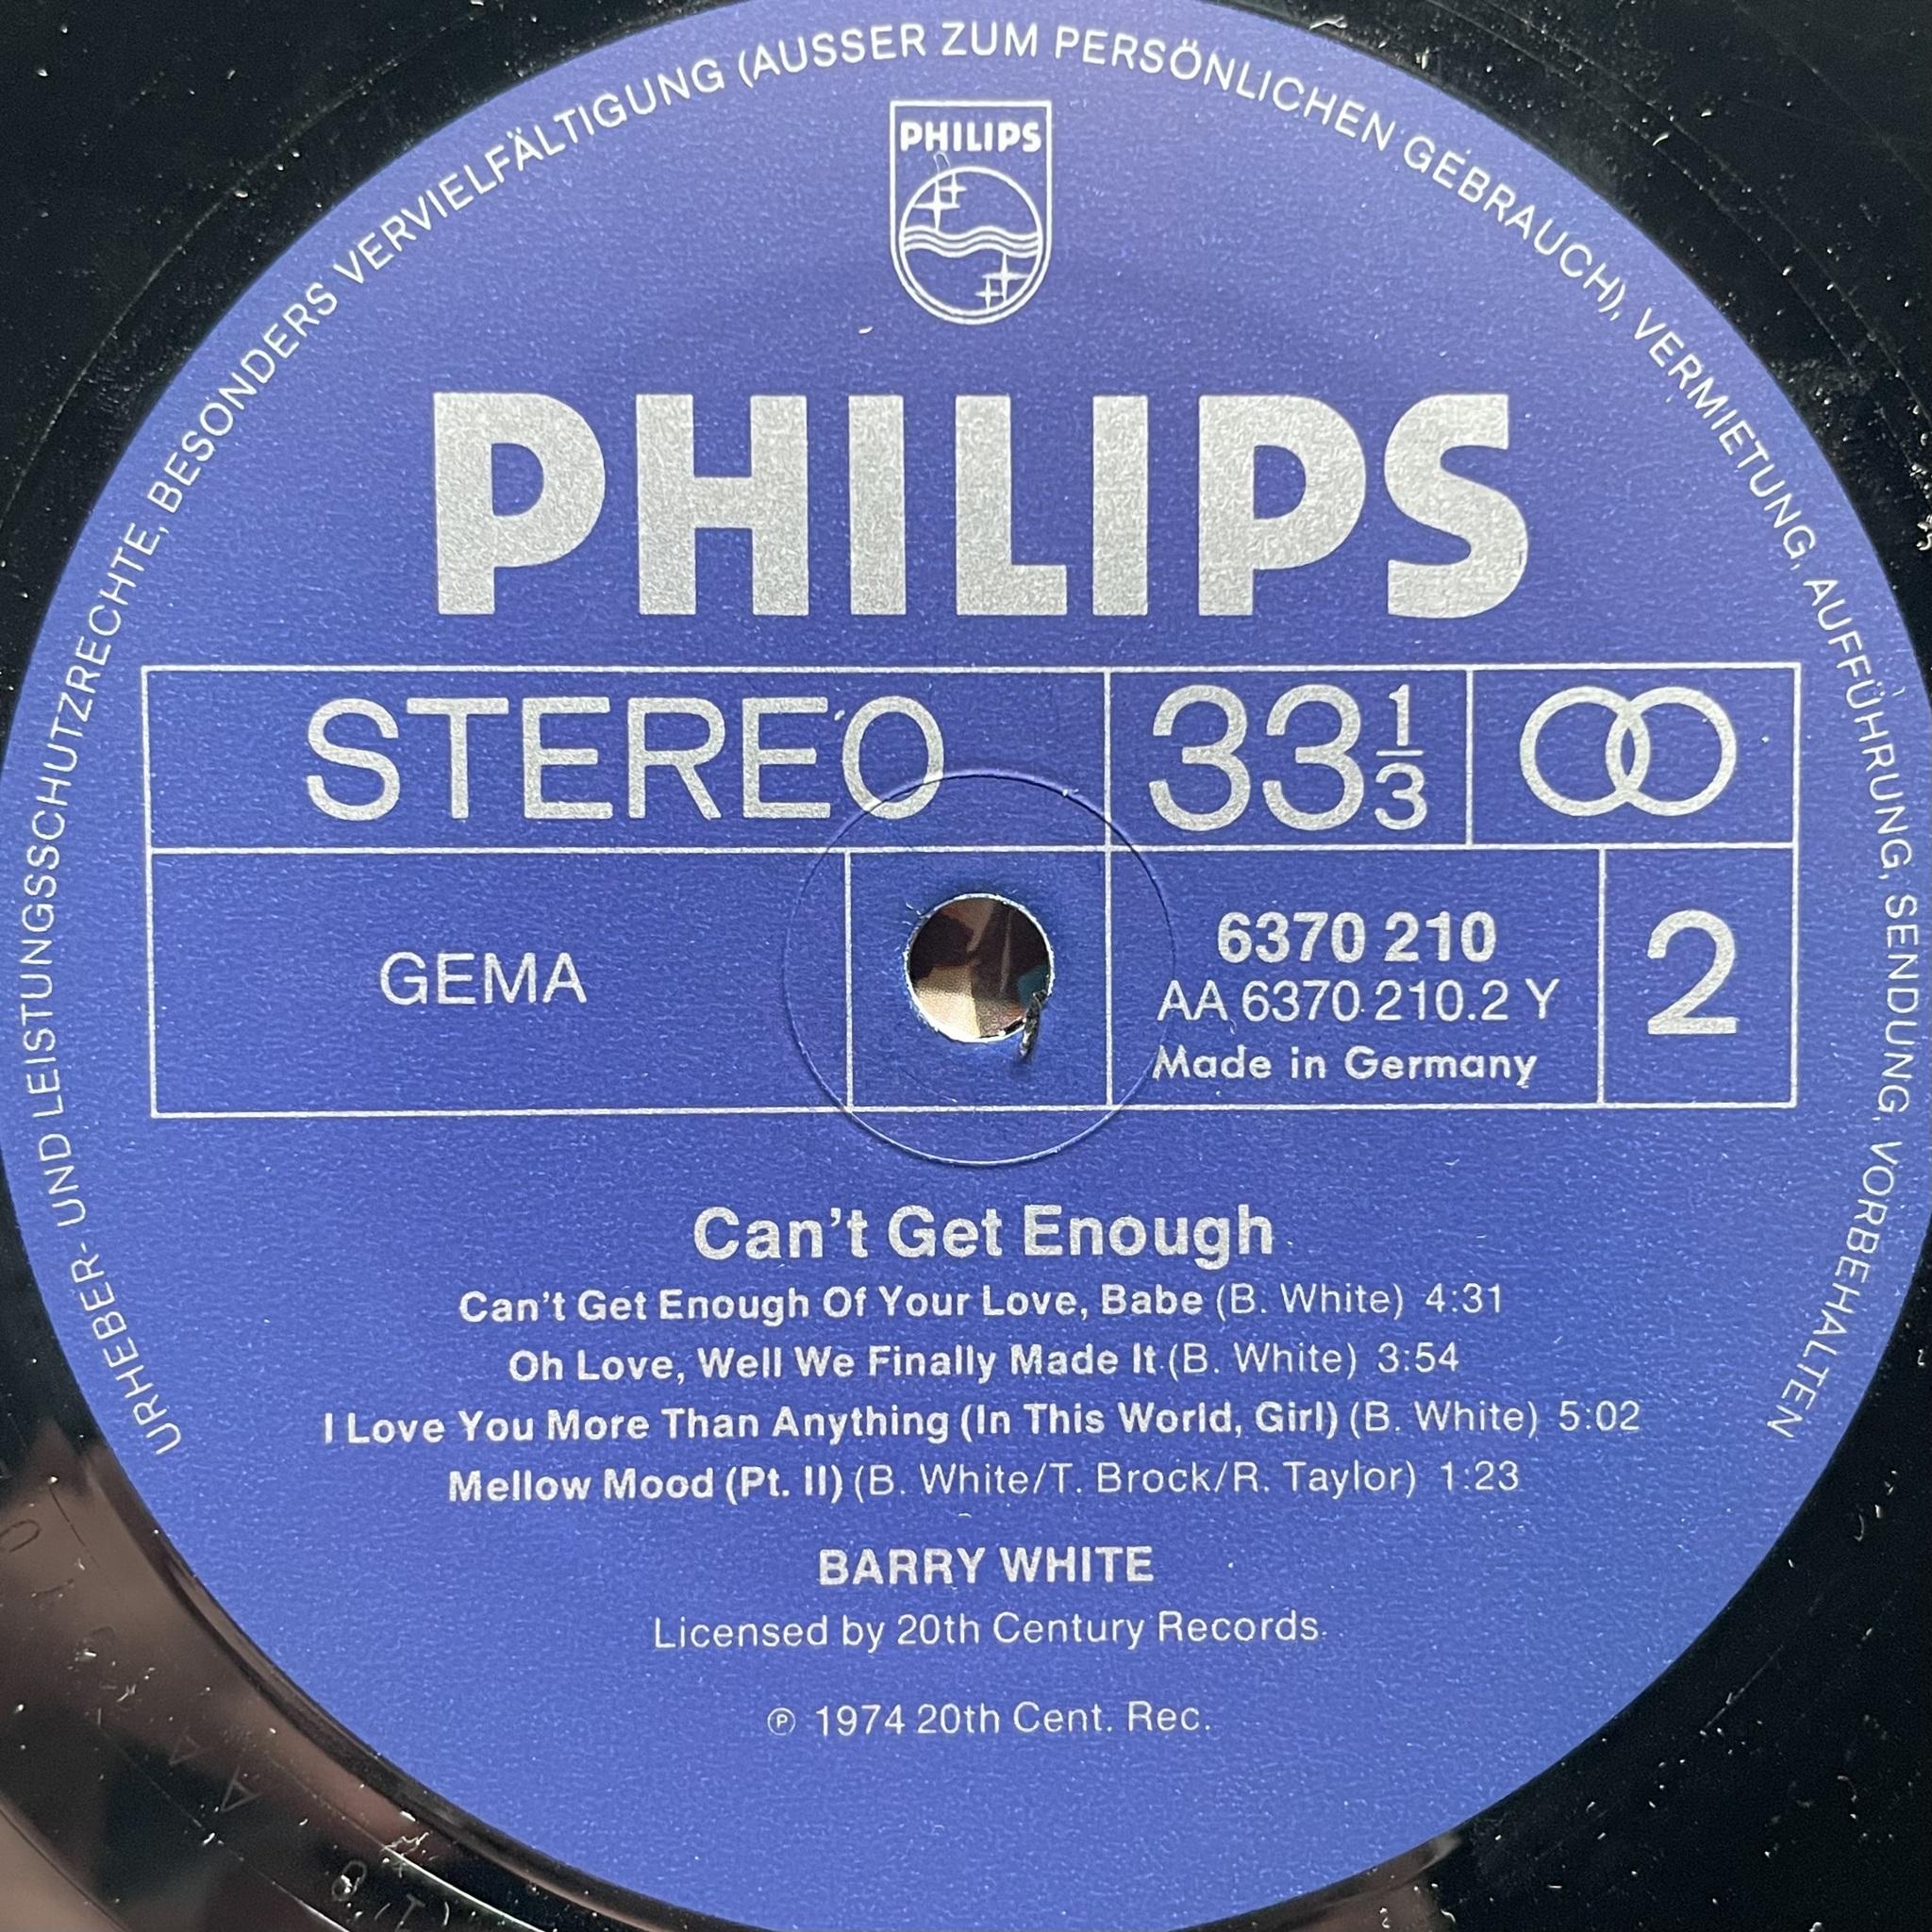 URHEBER- UND LEISTUNGSSCHUTZRECHTE, BESONDERS VERVIELFÄLTIGUNG (AUSSER ZUM PERSÖNLICHEN GEBRAUCH), VERMIETUNG, AUFFÜHRUNG, SENDUNG, VORBEHALTEN
PHILIPS
PHILIPS
STEREO 33 1/3
GEMA
6370 210
AA 6370 210.2 Y
Made in Germany
2
Can't Get Enough
Can't Get Enough Of Your Love, Babe (B. White) 4:31
Oh Love, Well We Finally Made It (B. White) 3:54
I Love You More Than Anything (In This World, Girl) (B. White) 5:02
Mellow Mood (Pt. II) (B. White/T. Brock/R. Taylor) 1:23
BARRY WHITE
Licensed by 20th Century Records
℗ 1974 20th Cent. Rec.